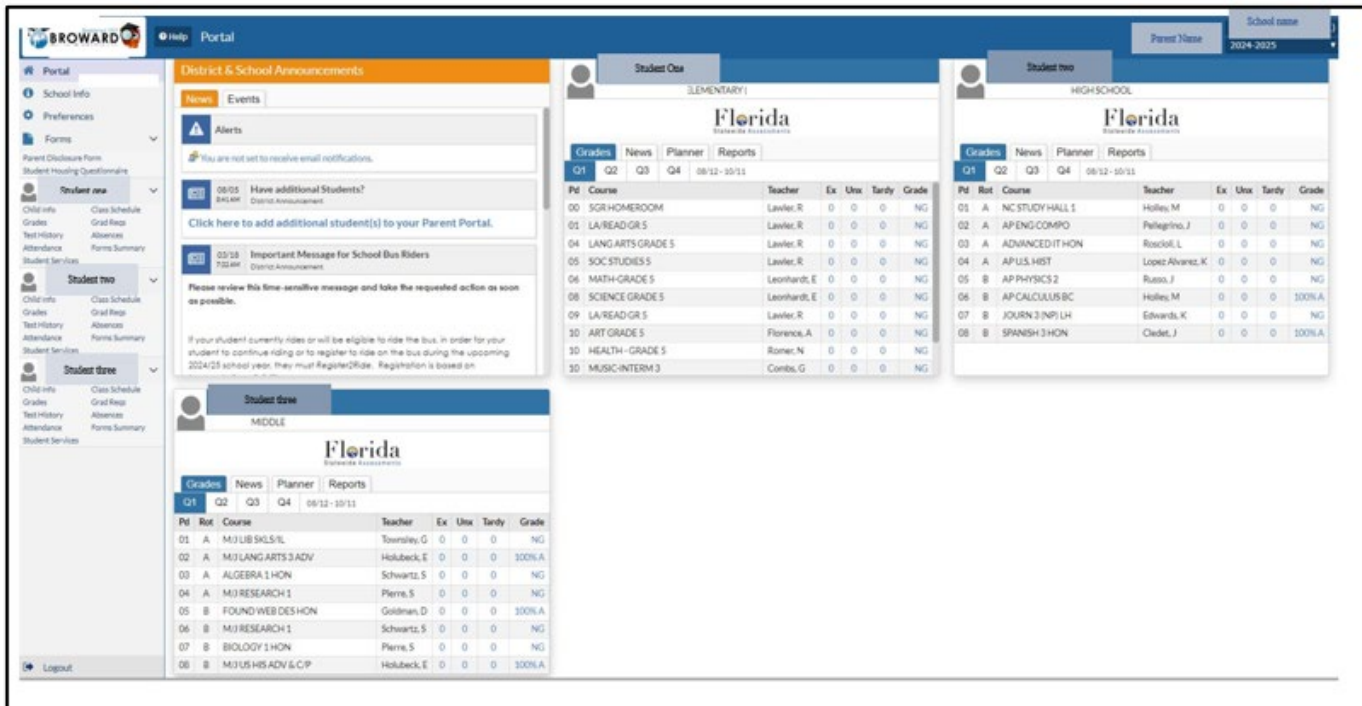 BROWARD
Help Portal
Parent Name
School name
2024-2025
Portal
School Info
Preferences
Forms
Parent Disclosure Form
Student Housing Questionnaire
Student one
Child Info Class Schedule
Grades Grad Reqs
Test History Absences
Attendance Forms Summary
Student Services
Student two
Child Info Class Schedule
Grades Grad Reqs
Test History Absences
Attendance Forms Summary
Student Services
Student three
Child Info Class Schedule
Grades Grad Reqs
Test History Absences
Attendance Forms Summary
Student Services
Logout
District & School Announcements
News Events
Alerts
You are not set to receive email notifications.
08/05 Have additional Students?
District Announcement
Click here to add additional student(s) to your Parent Portal.
03/18 Important Message for School Bus Riders
7:02 AM District Announcement
Please review this time-sensitive message and take the requested action as soon
as possible.
If your student currently rides or will be eligible to ride the bus, in order for your
student to continue riding or to register to ride on the bus during the upcoming
2024/25 school year, they must Register2Ride. Registration is based on
Student One
ELEMENTARY
Florida
Statewide Assessments
Grades News Planner Reports
Q1 Q2 Q3 Q4 08/12 - 10/11
Pd Course Teacher Ex Unx Tardy Grade
00 5GR HOMEROOM Lawler, R 0 0 0 NG
01 LA/READ GR 5 Lawler, R 0 0 0 NG
04 LANG ARTS GRADE 5 Lawler, R 0 0 0 NG
05 SOC STUDIES 5 Lawler, R 0 0 0 NG
06 MATH-GRADE 5 Leonhardt, E 0 0 0 NG
08 SCIENCE GRADE 5 Leonhardt, E 0 0 0 NG
09 LA/READ GR 5 Lawler, R 0 0 0 NG
10 ART GRADE 5 Florence, A 0 0 0 NG
10 HEALTH - GRADE 5 Romer, N 0 0 0 NG
10 MUSIC-INTERM 3 Combs, G 0 0 0 NG
Student two
HIGH SCHOOL
Florida
Statewide Assessments
Grades News Planner Reports
Q1 Q2 Q3 Q4 08/12 - 10/11
Pd Rot Course Teacher Ex Unx Tardy Grade
01 A NC STUDY HALL 1 Holley, M 0 0 0 NG
02 A AP ENG COMPO Pellegrino, J 0 0 0 NG
03 A ADVANCED IT HON Roscioli, L 0 0 0 NG
04 A AP U.S. HIST Lopez Alvarez, K 0 0 0 NG
05 B AP PHYSICS 2 Russo, J 0 0 0 NG
06 B AP CALCULUS BC Holley, M 0 0 0 100% A
07 B JOURN 3 (NP) LH Edwards, K 0 0 0 NG
08 B SPANISH 3 HON Cledet, J 0 0 0 100% A
Student three
MIDDLE
Florida
Statewide Assessments
Grades News Planner Reports
Q1 Q2 Q3 Q4 08/12 - 10/11
Pd Rot Course Teacher Ex Unx Tardy Grade
01 A M/J LIB SKLS/IL Townsley, G 0 0 0 NG
02 A M/J LANG ARTS 3 ADV Holubeck, E 0 0 0 100% A
03 A ALGEBRA 1 HON Schwartz, S 0 0 0 NG
04 A M/J RESEARCH 1 Pierre, S 0 0 0 NG
05 B FOUND WEB DES HON Goldman, D 0 0 0 100% A
06 B M/J RESEARCH 1 Schwartz, S 0 0 0 NG
07 B BIOLOGY 1 HON Pierre, S 0 0 0 NG
08 B M/J US HIS ADV & C/P Holubeck, E 0 0 0 100% A